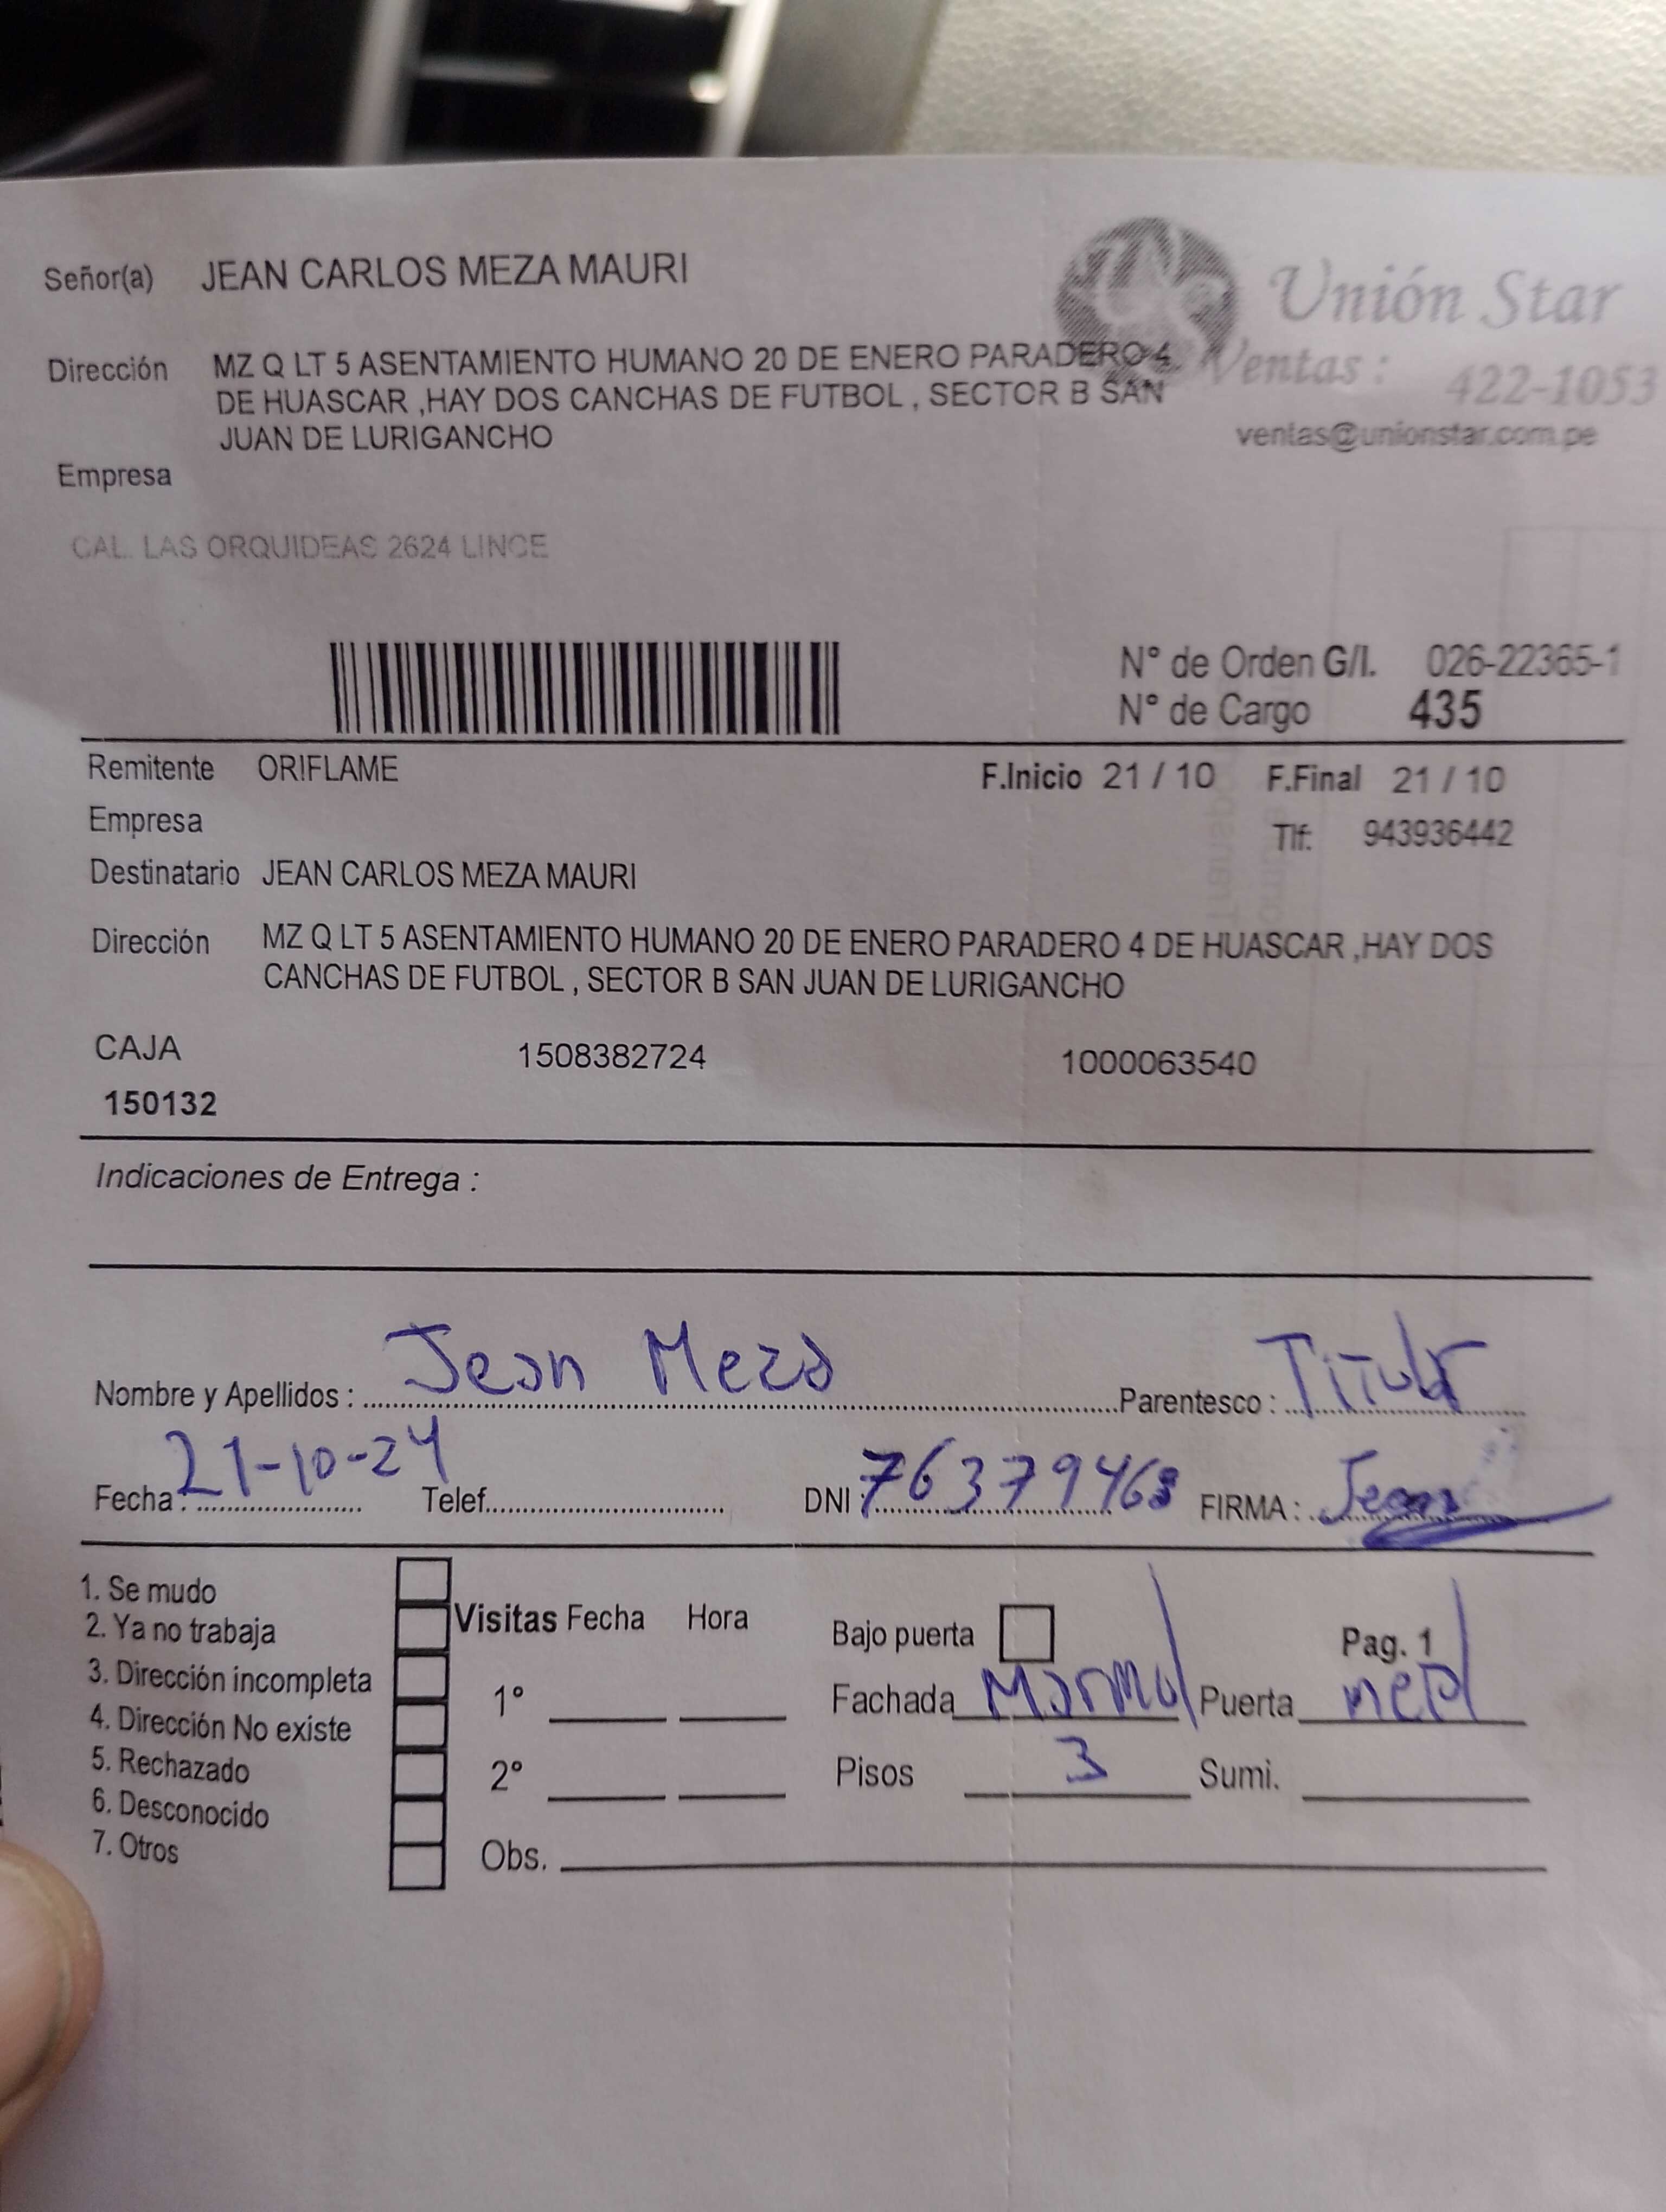 Señor(a) JEAN CARLOS MEZA MAURI
Unión Star
Dirección MZ Q LT 5 ASENTAMIENTO HUMANO 20 DE ENERO PARADERO 4
DE HUASCAR ,HAY DOS CANCHAS DE FUTBOL , SECTOR B SAN
JUAN DE LURIGANCHO
Ventas : 422-1053
ventas@unionstar.com.pe
Empresa
CAL. LAS ORQUIDEAS 2624 LINCE
N° de Orden G/I. 026-22365-1
N° de Cargo 435
Remitente ORIFLAME F.Inicio 21 / 10 F.Final 21 / 10
Empresa Tlf: 943936442
Destinatario JEAN CARLOS MEZA MAURI
Dirección MZ Q LT 5 ASENTAMIENTO HUMANO 20 DE ENERO PARADERO 4 DE HUASCAR ,HAY DOS
CANCHAS DE FUTBOL , SECTOR B SAN JUAN DE LURIGANCHO
CAJA 1508382724 1000063540
150132
Indicaciones de Entrega :
Nombre y Apellidos : Jean Meza Parentesco : Titular
Fecha : 21-10-24 Telef. DNI : 76379463 FIRMA : Jean
1. Se mudo
2. Ya no trabaja
3. Dirección incompleta
4. Dirección No existe
5. Rechazado
6. Desconocido
7. Otros
Visitas Fecha Hora
1°
2°
Obs.
Bajo puerta Pag. 1
Fachada Marmol Puerta
Pisos 3 Sumi.